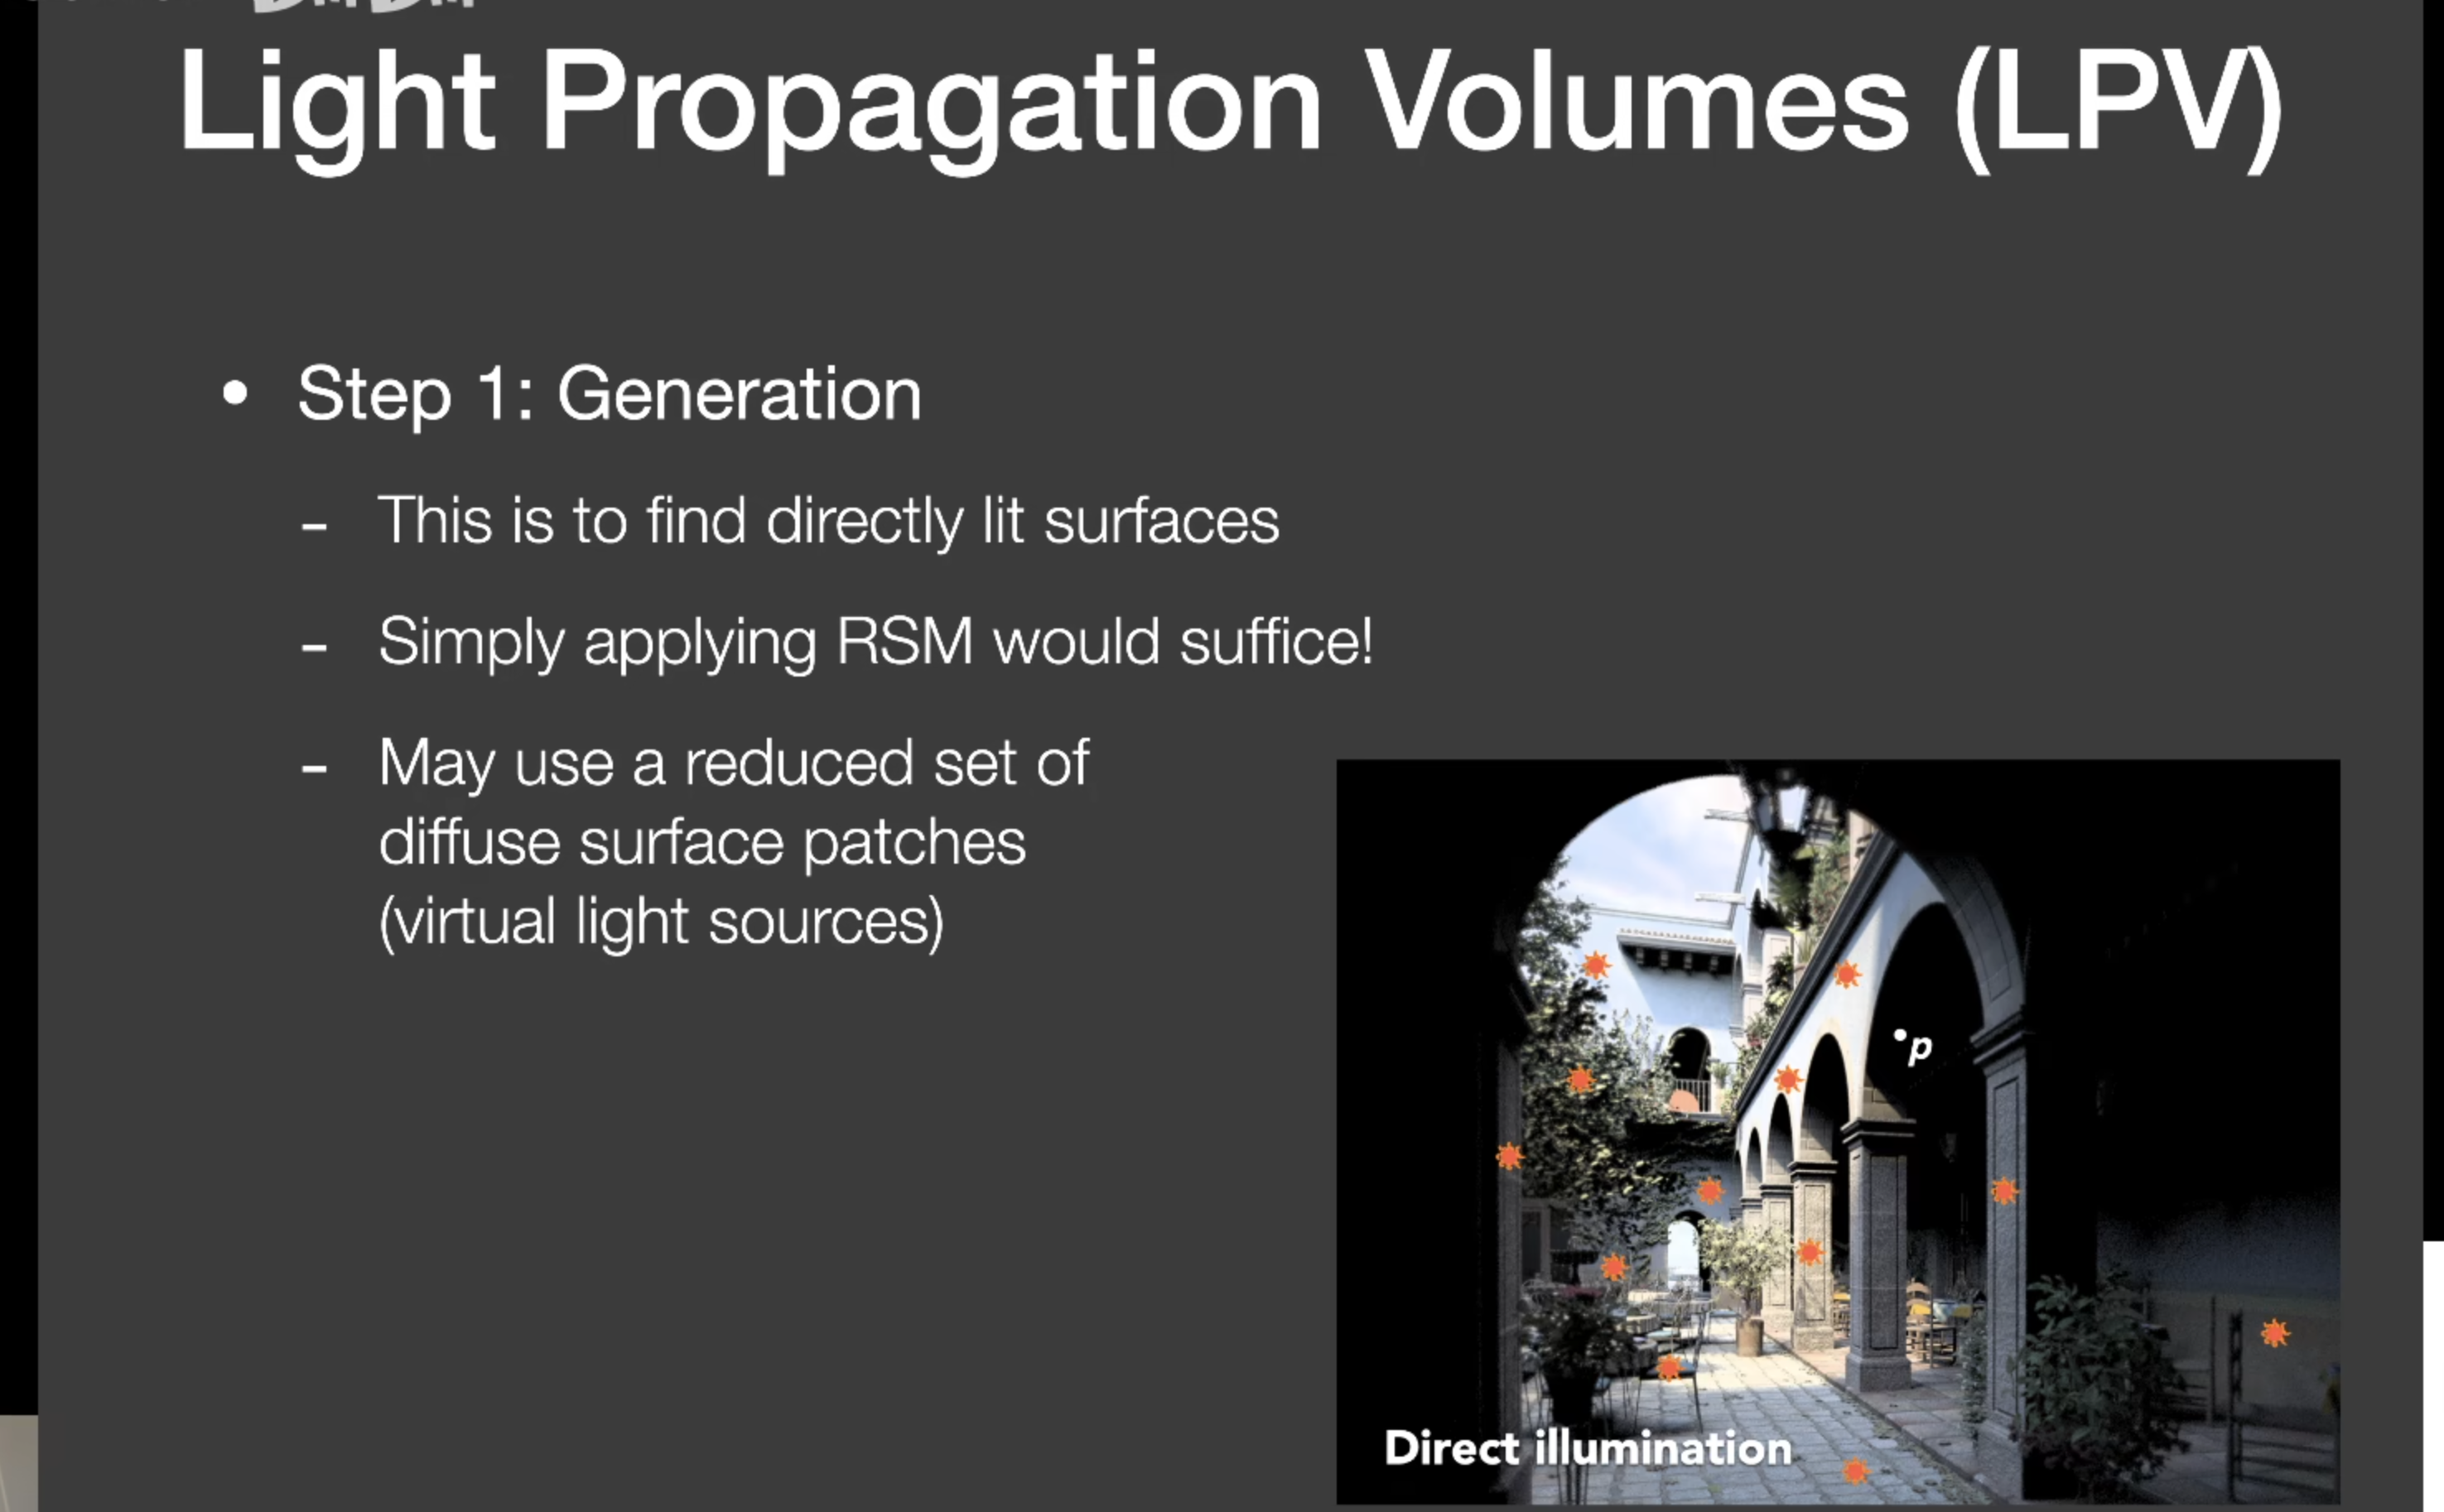 Light Propagation Volumes (LPV)
• Step 1: Generation
- This is to find directly lit surfaces
- Simply applying RSM would suffice!
- May use a reduced set of
diffuse surface patches
(virtual light sources)
p
Direct illumination